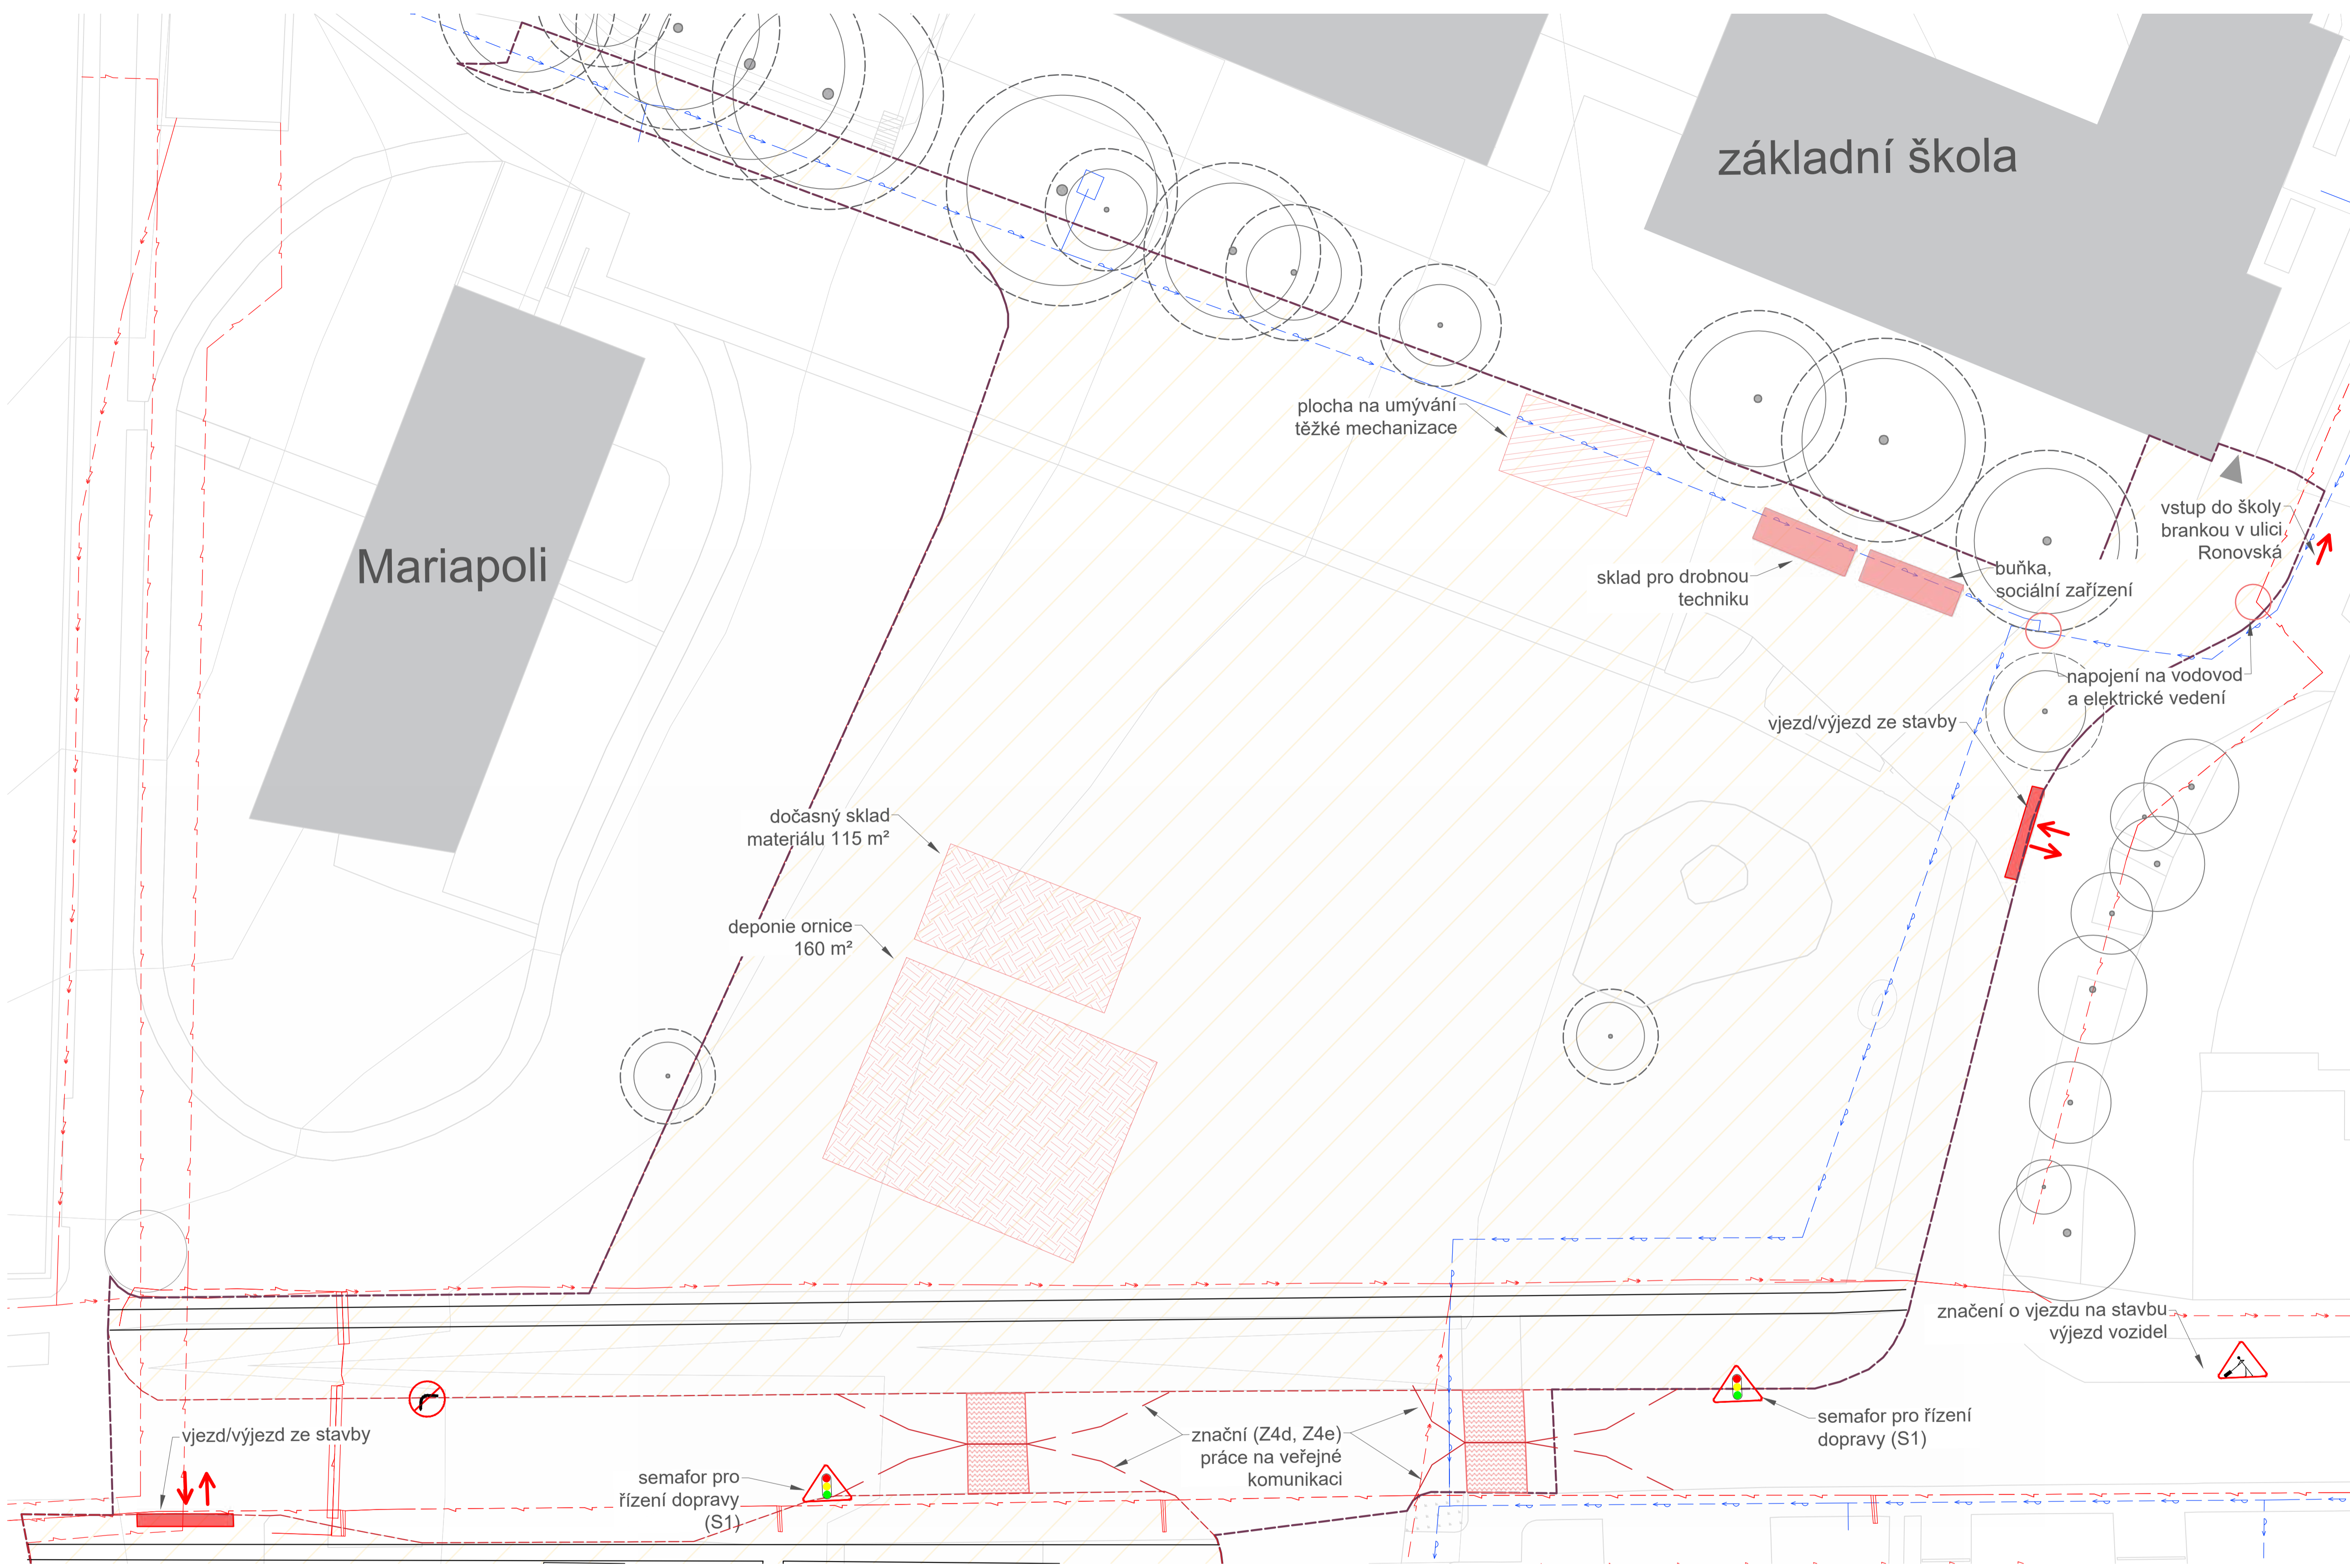 základní škola
plocha na umývání
těžké mechanizace
vstup do školy
brankou v ulici
Ronovská
Mariapoli
sklad pro drobnou
techniku
buňka,
sociální zařízení
napojení na vodovod
a elektrické vedení
vjezd/výjezd ze stavby
dočasný sklad
materiálu 115 m²
deponie ornice
160 m²
značení o vjezdu na stavbu
výjezd vozidel
semafor pro řízení
dopravy (S1)
vjezd/výjezd ze stavby
znační (Z4d, Z4e)
práce na veřejné
komunikaci
semafor pro
řízení dopravy
(S1)